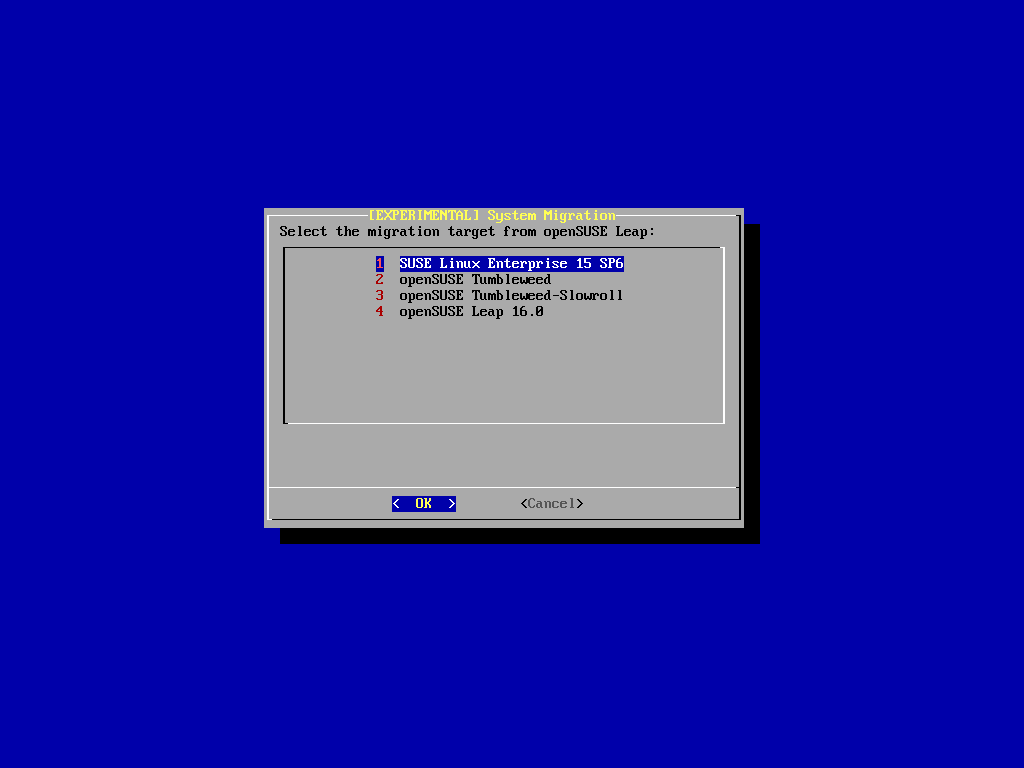 [EXPERIMENTAL] System Migration
Select the migration target from openSUSE Leap:
1 SUSE Linux Enterprise 15 SP6
2 openSUSE Tumbleweed
3 openSUSE Tumbleweed-Slowroll
4 openSUSE Leap 16.0
< OK > <Cancel>